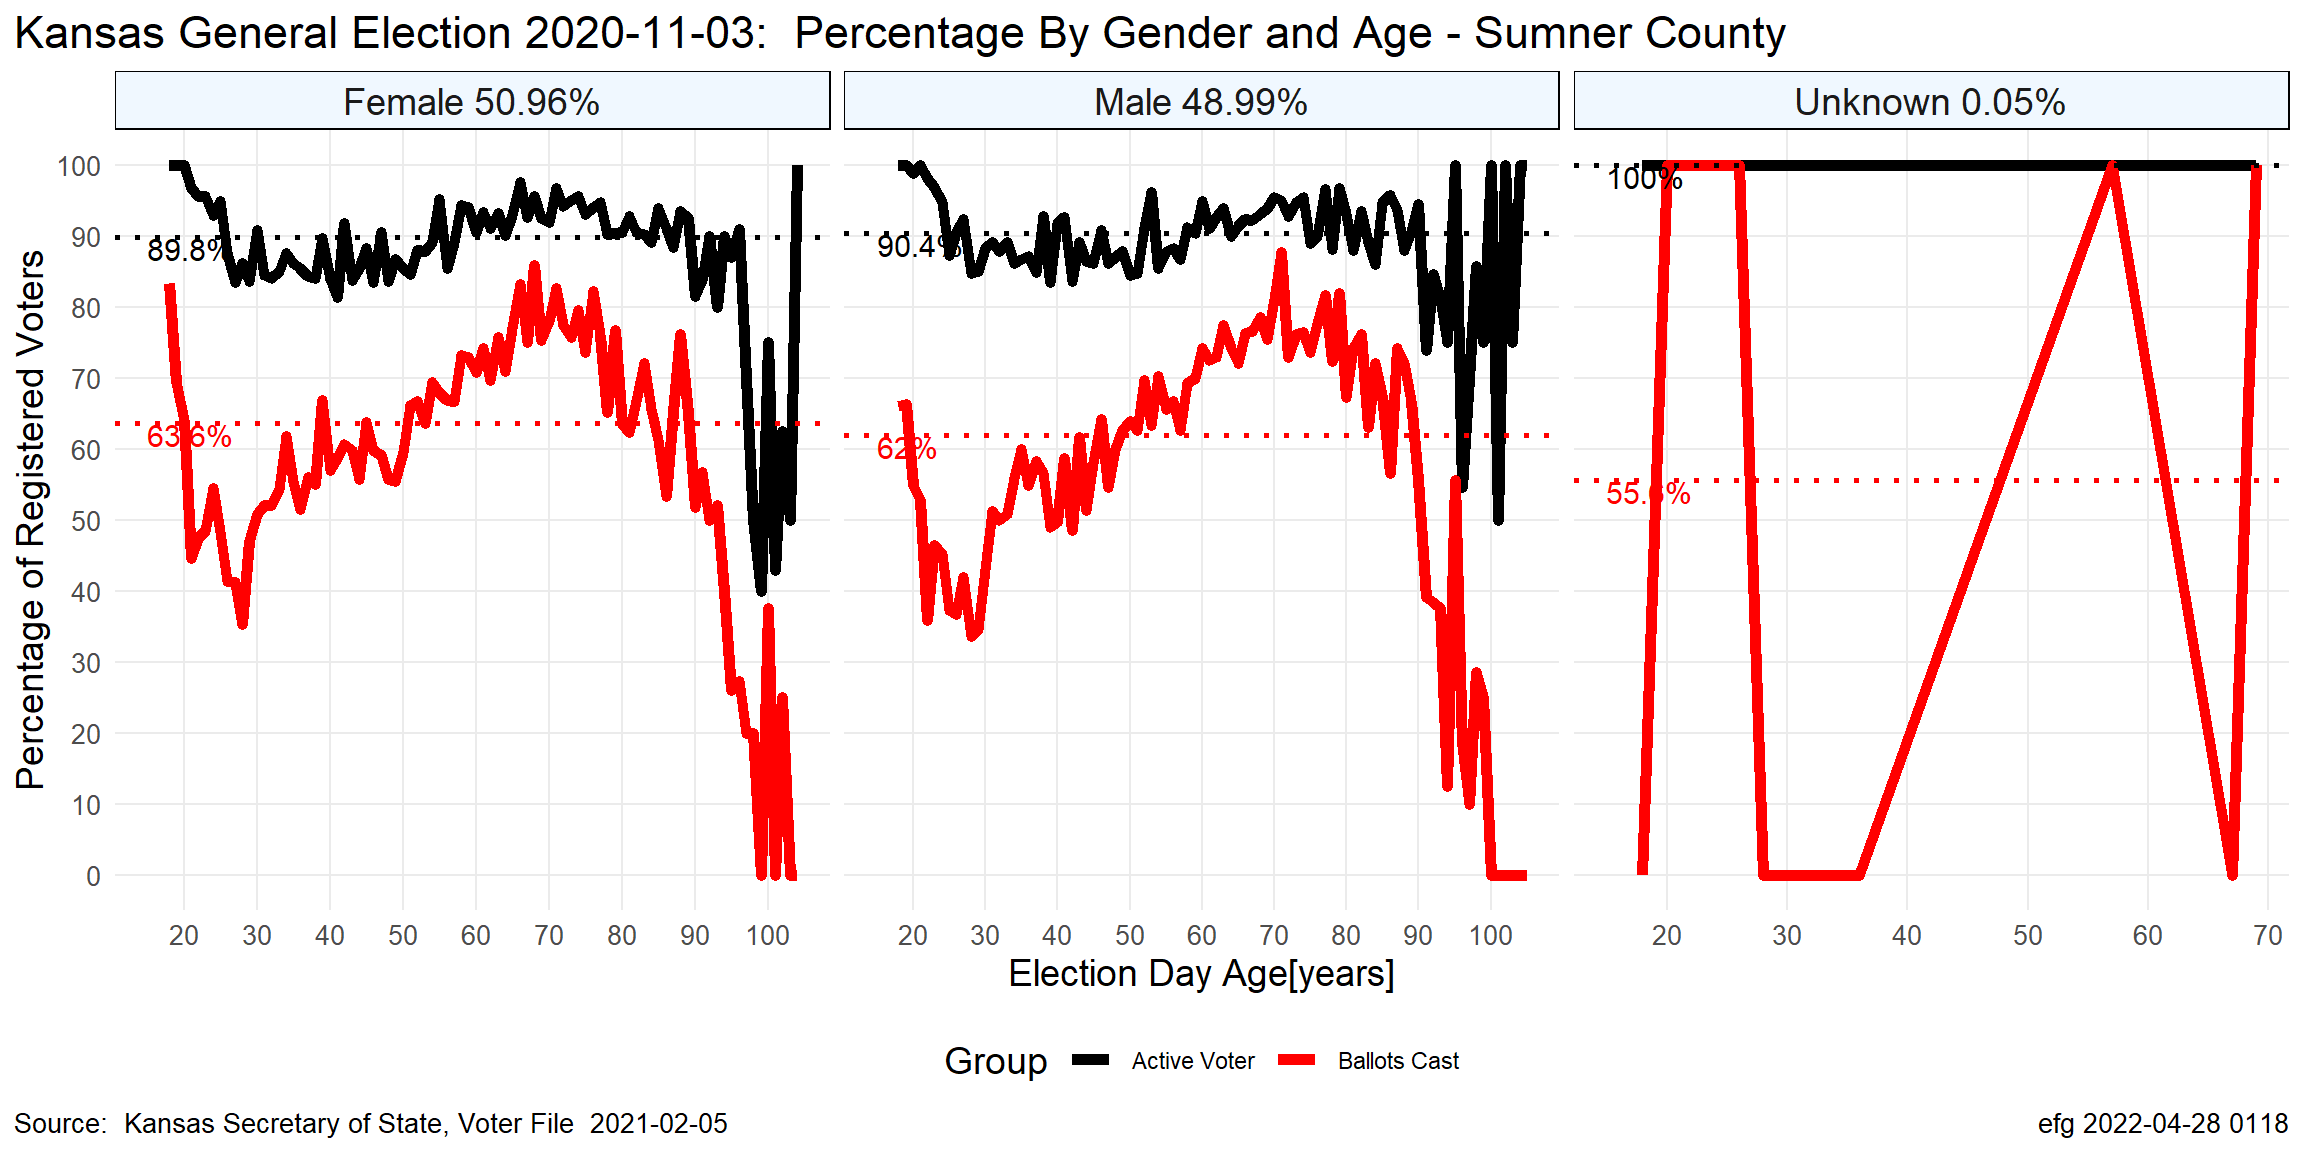 Kansas General Election 2020-11-03:  Percentage By Gender and Age - Sumner County
Female 50.96%
Male 48.99%
Unknown 0.05%
Percentage of Registered Voters
100
90
80
70
60
50
40
30
20
10
0
89.8%
63.6%
90.4%
62%
100%
55.6%
20 30 40 50 60 70 80 90 100
20 30 40 50 60 70 80 90 100
20 30 40 50 60 70
Election Day Age[years]
Group Active Voter Ballots Cast
Source:  Kansas Secretary of State, Voter File  2021-02-05
efg 2022-04-28 0118